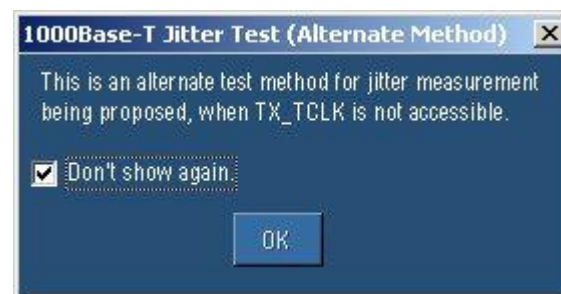 1000Base-T Jitter Test (Alternate Method)
This is an alternate test method for jitter measurement
being proposed, when TX_TCLK is not accessible.
Don't show again.
OK